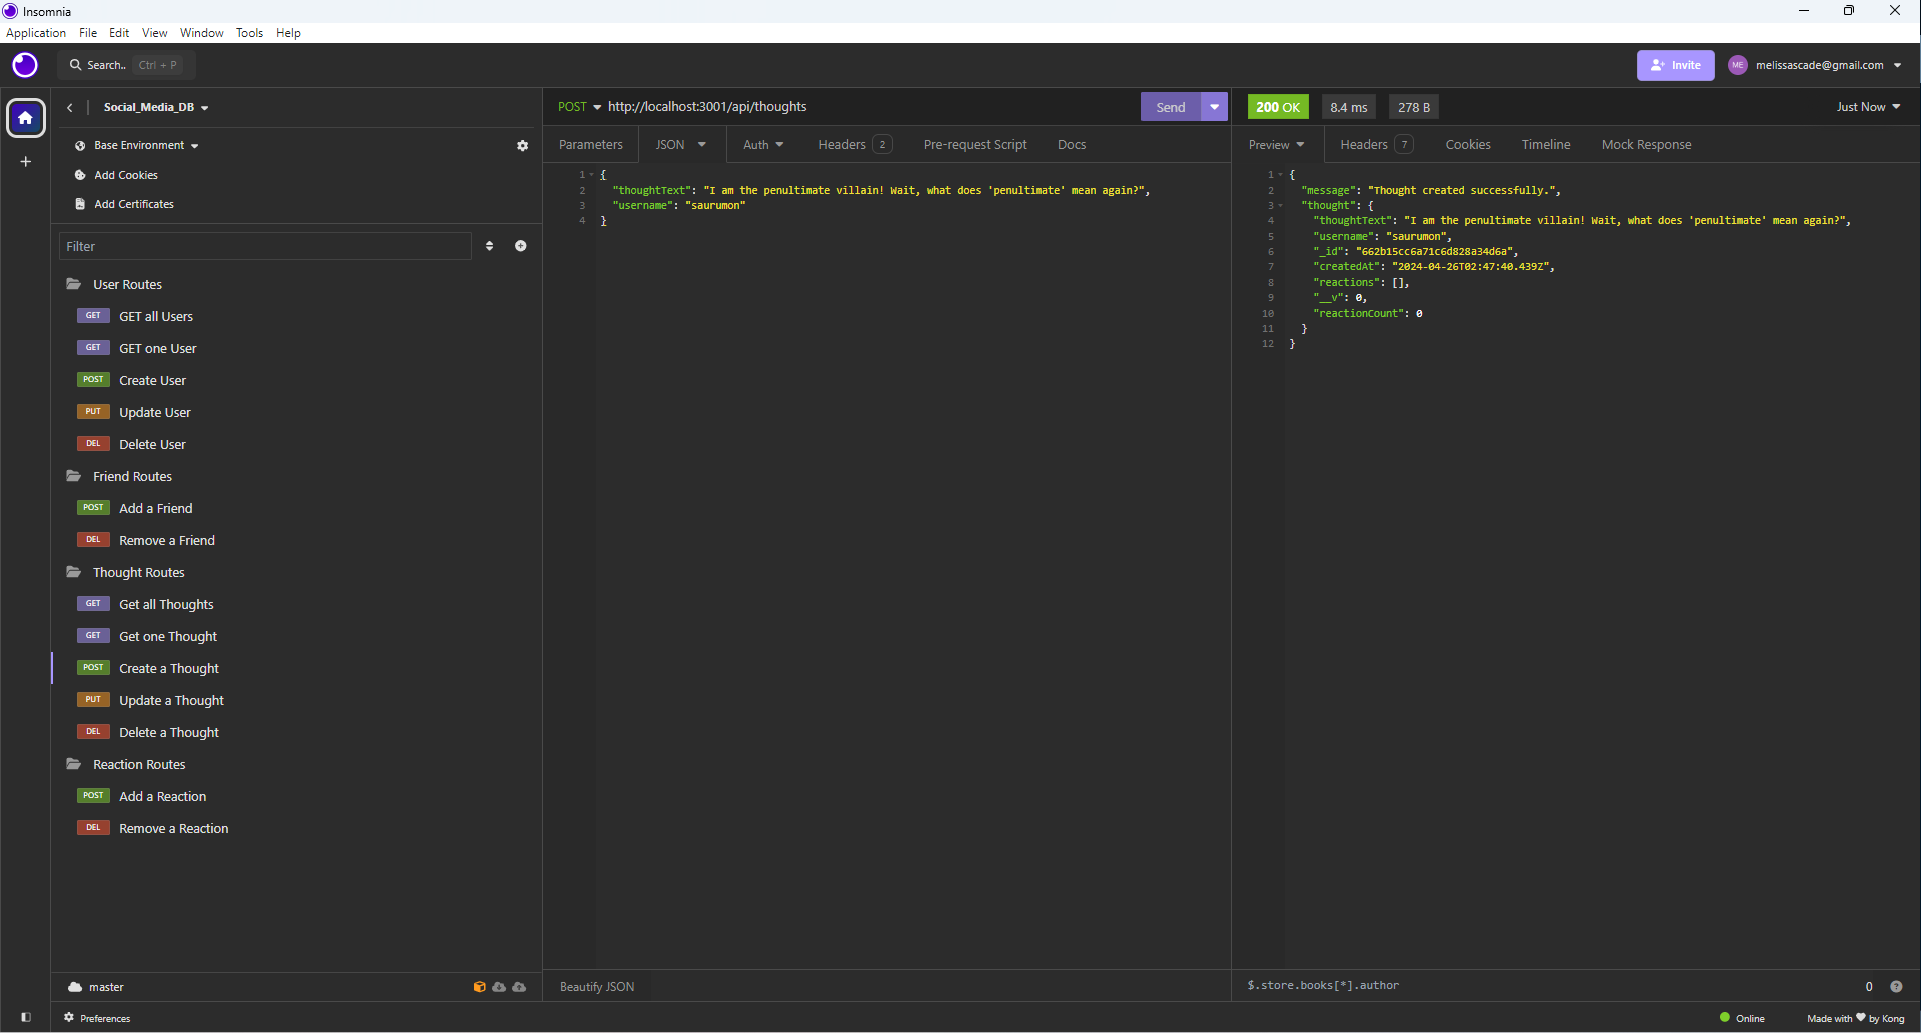 Insomnia
Application File Edit View Window Tools Help
Search.. Ctrl + P
Invite ME melissascade@gmail.com
Social_Media_DB
Base Environment
Add Cookies
Add Certificates
Filter
User Routes
GET GET all Users
GET GET one User
POST Create User
PUT Update User
DEL Delete User
Friend Routes
POST Add a Friend
DEL Remove a Friend
Thought Routes
GET Get all Thoughts
GET Get one Thought
POST Create a Thought
PUT Update a Thought
DEL Delete a Thought
Reaction Routes
POST Add a Reaction
DEL Remove a Reaction
master
Preferences
POST http://localhost:3001/api/thoughts Send
Parameters JSON Auth Headers 2 Pre-request Script Docs
1 {
2 "thoughtText": "I am the penultimate villain! Wait, what does 'penultimate' mean again?",
3 "username": "saurumon"
4 }
Beautify JSON
200 OK 8.4 ms 278 B Just Now
Preview Headers 7 Cookies Timeline Mock Response
1 {
2 "message": "Thought created successfully.",
3 "thought": {
4 "thoughtText": "I am the penultimate villain! Wait, what does 'penultimate' mean again?",
5 "username": "saurumon",
6 "_id": "662b15cc6a71c6d828a34d6a",
7 "createdAt": "2024-04-26T02:47:40.439Z",
8 "reactions": [],
9 "__v": 0,
10 "reactionCount": 0
11 }
12 }
$.store.books[*].author 0 ?
Online Made with by Kong